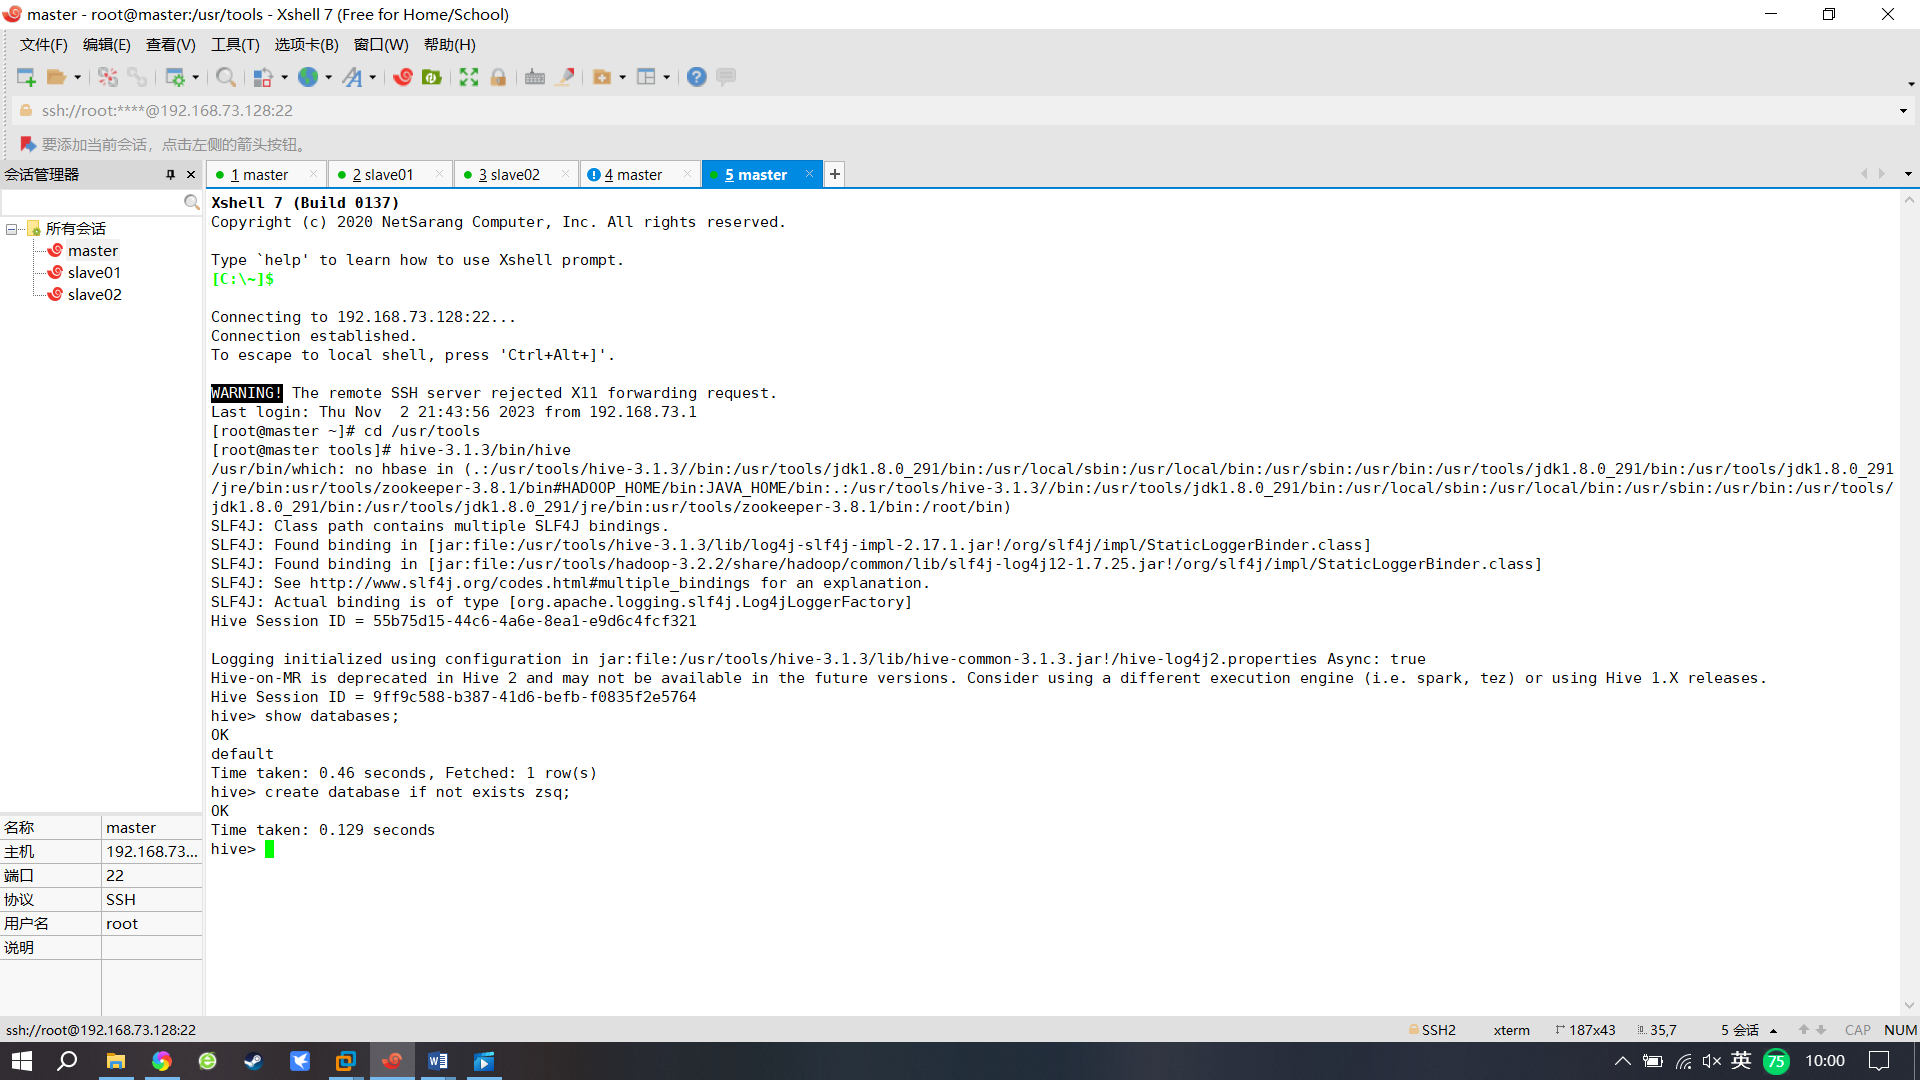 master - root@master:/usr/tools - Xshell 7 (Free for Home/School)
文件(F) 编辑(E) 查看(V) 工具(T) 选项卡(B) 窗口(W) 帮助(H)
ssh://root:****@192.168.73.128:22
要添加当前会话，点击左侧的箭头按钮。
会话管理器
1 master 2 slave01 3 slave02 4 master 5 master
所有会话
master
slave01
slave02
Xshell 7 (Build 0137)
Copyright (c) 2020 NetSarang Computer, Inc. All rights reserved.
Type `help' to learn how to use Xshell prompt.
[C:\~]$
Connecting to 192.168.73.128:22...
Connection established.
To escape to local shell, press 'Ctrl+Alt+]'.
WARNING! The remote SSH server rejected X11 forwarding request.
Last login: Thu Nov  2 21:43:56 2023 from 192.168.73.1
[root@master ~]# cd /usr/tools
[root@master tools]# hive-3.1.3/bin/hive
/usr/bin/which: no hbase in (.:/usr/tools/hive-3.1.3//bin:/usr/tools/jdk1.8.0_291/bin:/usr/local/sbin:/usr/local/bin:/usr/sbin:/usr/bin:/usr/tools/jdk1.8.0_291/bin:/usr/tools/jdk1.8.0_291
/jre/bin:usr/tools/zookeeper-3.8.1/bin#HADOOP_HOME/bin:JAVA_HOME/bin:.:/usr/tools/hive-3.1.3//bin:/usr/tools/jdk1.8.0_291/bin:/usr/local/sbin:/usr/local/bin:/usr/sbin:/usr/bin:/usr/tools/
jdk1.8.0_291/bin:/usr/tools/jdk1.8.0_291/jre/bin:usr/tools/zookeeper-3.8.1/bin:/root/bin)
SLF4J: Class path contains multiple SLF4J bindings.
SLF4J: Found binding in [jar:file:/usr/tools/hive-3.1.3/lib/log4j-slf4j-impl-2.17.1.jar!/org/slf4j/impl/StaticLoggerBinder.class]
SLF4J: Found binding in [jar:file:/usr/tools/hadoop-3.2.2/share/hadoop/common/lib/slf4j-log4j12-1.7.25.jar!/org/slf4j/impl/StaticLoggerBinder.class]
SLF4J: See http://www.slf4j.org/codes.html#multiple_bindings for an explanation.
SLF4J: Actual binding is of type [org.apache.logging.slf4j.Log4jLoggerFactory]
Hive Session ID = 55b75d15-44c6-4a6e-8ea1-e9d6c4fcf321
Logging initialized using configuration in jar:file:/usr/tools/hive-3.1.3/lib/hive-common-3.1.3.jar!/hive-log4j2.properties Async: true
Hive-on-MR is deprecated in Hive 2 and may not be available in the future versions. Consider using a different execution engine (i.e. spark, tez) or using Hive 1.X releases.
Hive Session ID = 9ff9c588-b387-41d6-befb-f0835f2e5764
hive> show databases;
OK
default
Time taken: 0.46 seconds, Fetched: 1 row(s)
hive> create database if not exists zsq;
OK
Time taken: 0.129 seconds
hive>
名称 master
主机 192.168.73...
端口 22
协议 SSH
用户名 root
说明
ssh://root@192.168.73.128:22 SSH2 xterm 187x43 35,7 5 会话 CAP NUM
英 75 10:00